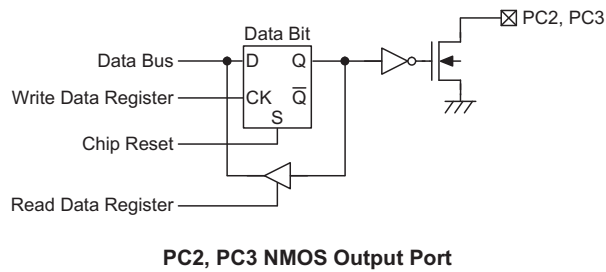 Data Bit
PC2, PC3
Data Bus
D Q
Write Data Register
CK Q̅
S
Chip Reset
Read Data Register
PC2, PC3 NMOS Output Port